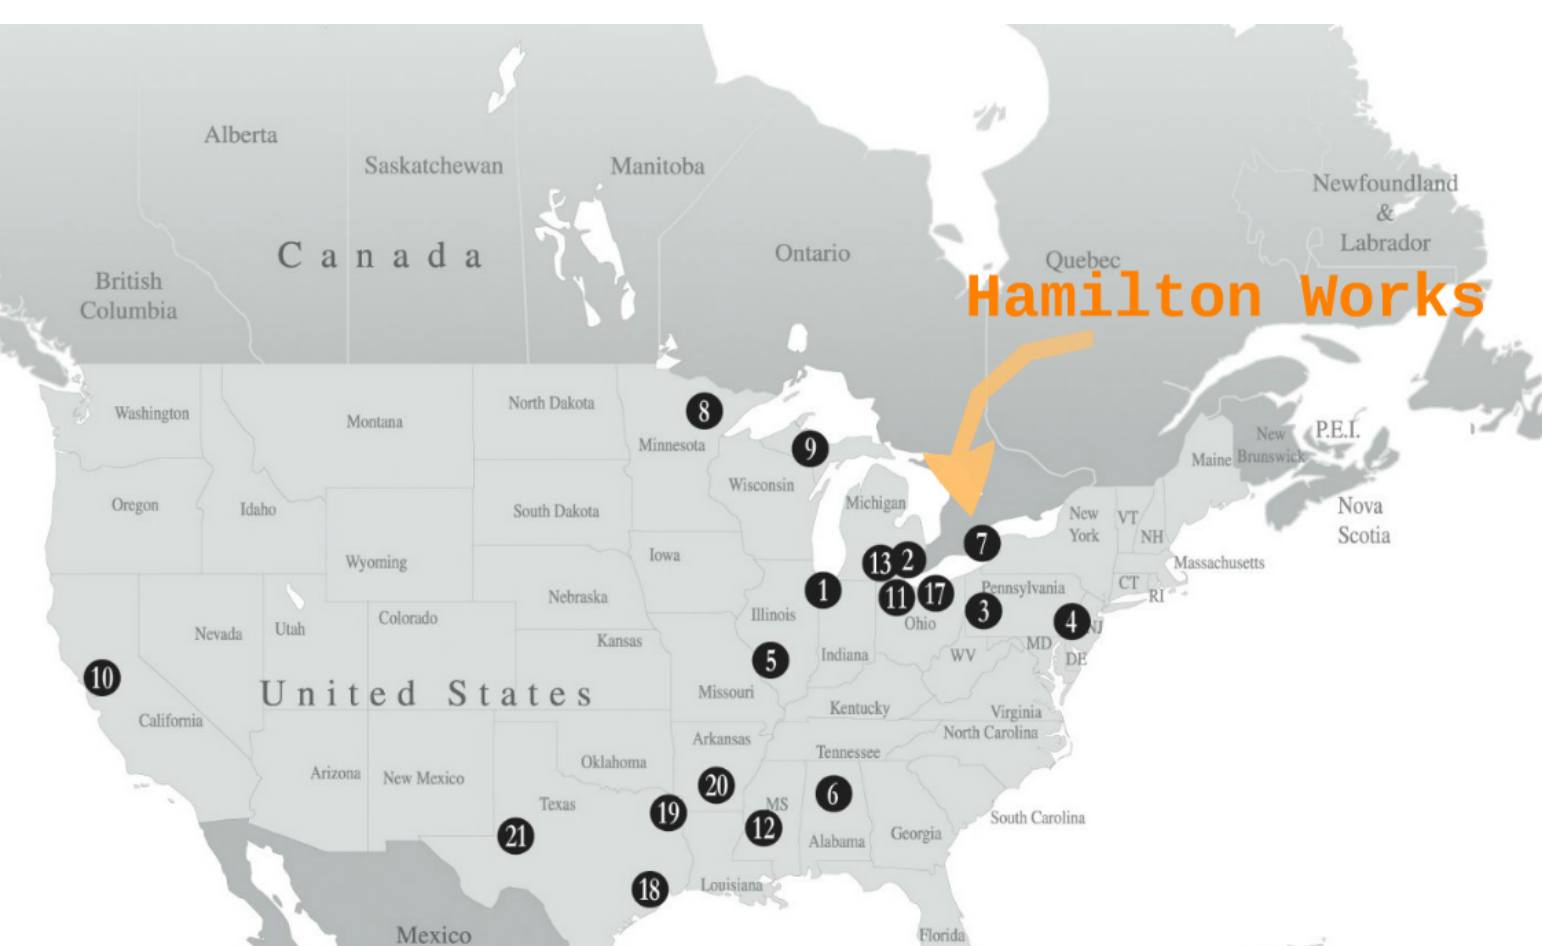 Alberta
Saskatchewan
Manitoba
Newfoundland
&
Labrador
Canada
Ontario
Quebec
British
Columbia
Hamilton Works
Washington
Montana
North Dakota
8
Minnesota
9
New
Brunswick
P.E.I.
Maine
Oregon
Idaho
South Dakota
Wisconsin
Michigan
New
York
VT
NH
Nova
Scotia
Wyoming
Iowa
13
2
7
Massachusetts
Nebraska
1
11
17
Pennsylvania
CT
RI
Nevada
Utah
Colorado
Kansas
Illinois
Ohio
3
4
NJ
10
5
Indiana
WV
MD
DE
United States
Missouri
California
Kentucky
Virginia
North Carolina
Arizona
New Mexico
Oklahoma
Arkansas
Tennessee
Texas
20
19
MS
12
6
South Carolina
21
Alabama
Georgia
18
Louisiana
Mexico
Florida